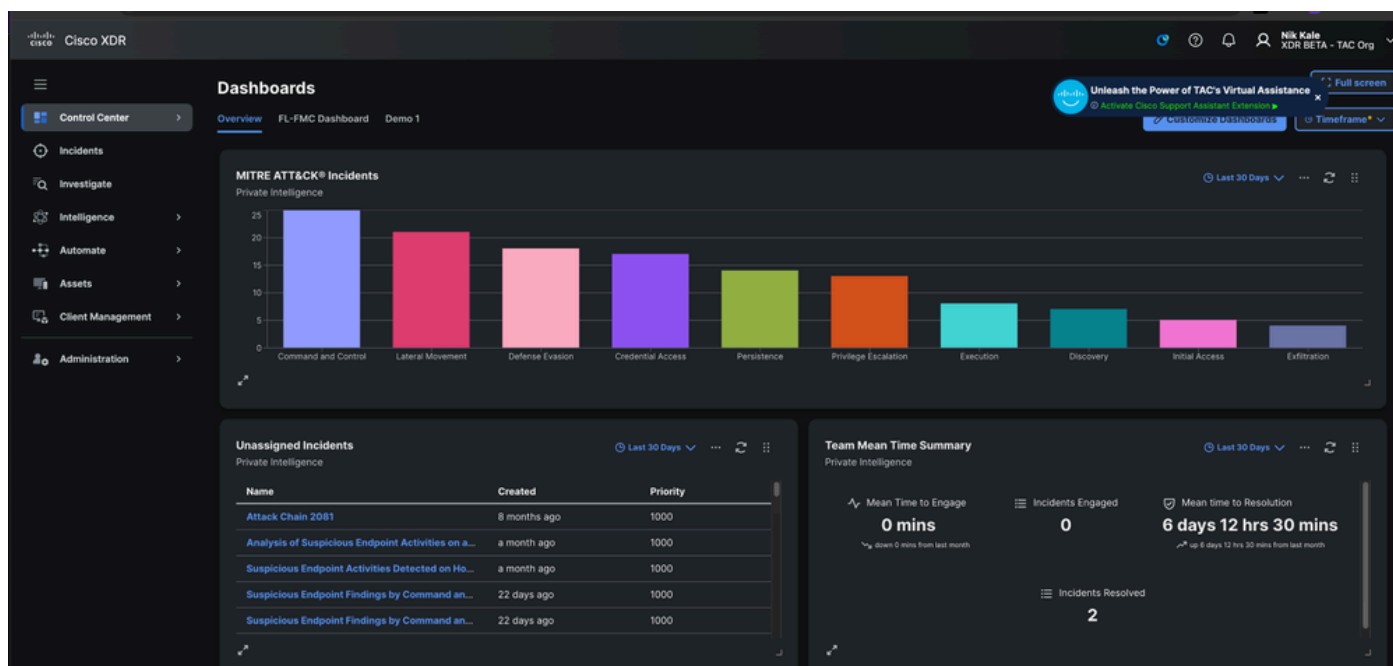 CISCO Cisco XDR
Nik Kale
XDR BETA - TAC Org
Dashboards
Unleash the Power of TAC's Virtual Assistance
Activate Cisco Support Assistant Extension
Full screen
Control Center
Overview FL-FMC Dashboard Demo 1
Customize Dashboards
Timeframe*
Incidents
Investigate
Intelligence
Automate
Assets
Client Management
Administration
MITRE ATT&CK® Incidents
Private Intelligence
Last 30 Days
25
20
15
10
5
0
Command and Control Lateral Movement Defense Evasion Credential Access Persistence Privilege Escalation Execution Discovery Initial Access Exfiltration
Unassigned Incidents
Private Intelligence
Last 30 Days
Name Created Priority
Attack Chain 2081 8 months ago 1000
Analysis of Suspicious Endpoint Activities on a... a month ago 1000
Suspicious Endpoint Activities Detected on Ho... a month ago 1000
Suspicious Endpoint Findings by Command an... 22 days ago 1000
Suspicious Endpoint Findings by Command an... 22 days ago 1000
Team Mean Time Summary
Private Intelligence
Last 30 Days
Mean Time to Engage
0 mins
down 0 mins from last month
Incidents Engaged
0
Mean time to Resolution
6 days 12 hrs 30 mins
up 6 days 12 hrs 30 mins from last month
Incidents Resolved
2